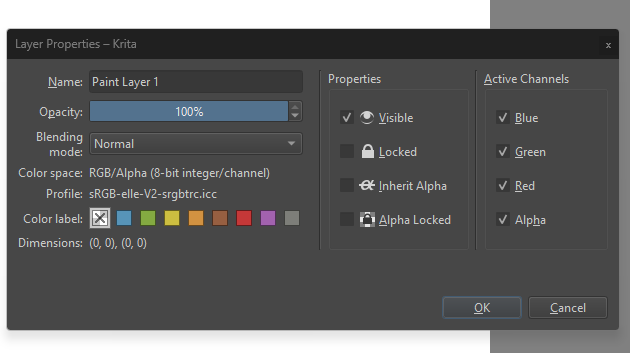 Layer Properties – Krita
x
Name: Paint Layer 1
Opacity: 100%
Blending mode: Normal
Color space: RGB/Alpha (8-bit integer/channel)
Profile: sRGB-elle-V2-srgbtrc.icc
Color label:
Dimensions: (0, 0), (0, 0)
Properties
Visible
Locked
Inherit Alpha
Alpha Locked
Active Channels
Blue
Green
Red
Alpha
OK
Cancel